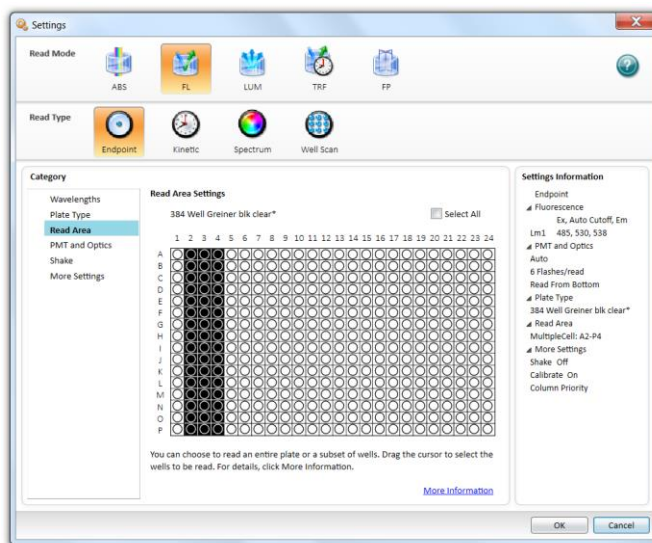 Settings
Read Mode
ABS
FL
LUM
TRF
FP
Read Type
Endpoint
Kinetic
Spectrum
Well Scan
Category
Wavelengths
Plate Type
Read Area
PMT and Optics
Shake
More Settings
Read Area Settings
384 Well Greiner blk clear*
Select All
1 2 3 4 5 6 7 8 9 10 11 12 13 14 15 16 17 18 19 20 21 22 23 24
A
B
C
D
E
F
G
H
I
J
K
L
M
N
O
P
You can choose to read an entire plate or a subset of wells. Drag the cursor to select the
wells to be read. For details, click More Information.
More Information
Settings Information
Endpoint
Fluorescence
Ex, Auto Cutoff, Em
Lm1 485, 530, 538
PMT and Optics
Auto
6 Flashes/read
Read From Bottom
Plate Type
384 Well Greiner blk clear*
Read Area
MultipleCell: A2-P4
More Settings
Shake Off
Calibrate On
Column Priority
OK
Cancel